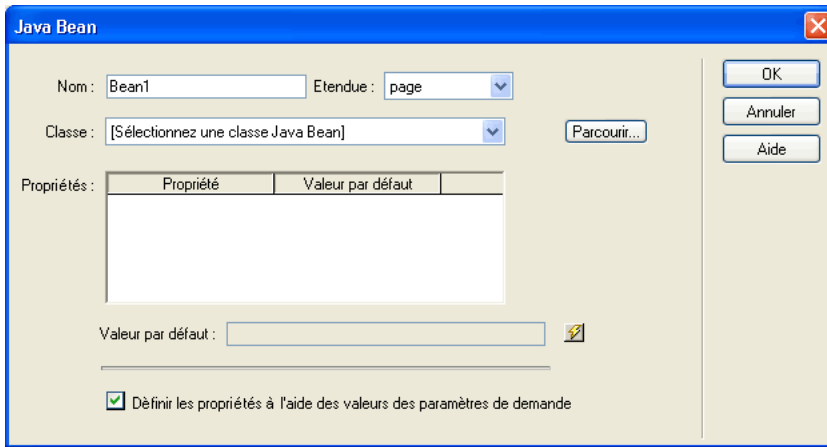 Java Bean
Nom : Bean1 Etendue : page
OK
Annuler
Classe : [Sélectionnez une classe Java Bean] Parcourir...
Aide
Propriétés : Propriété Valeur par défaut
Valeur par défaut :
Dèfinir les propriétés à l'aide des valeurs des paramètres de demande